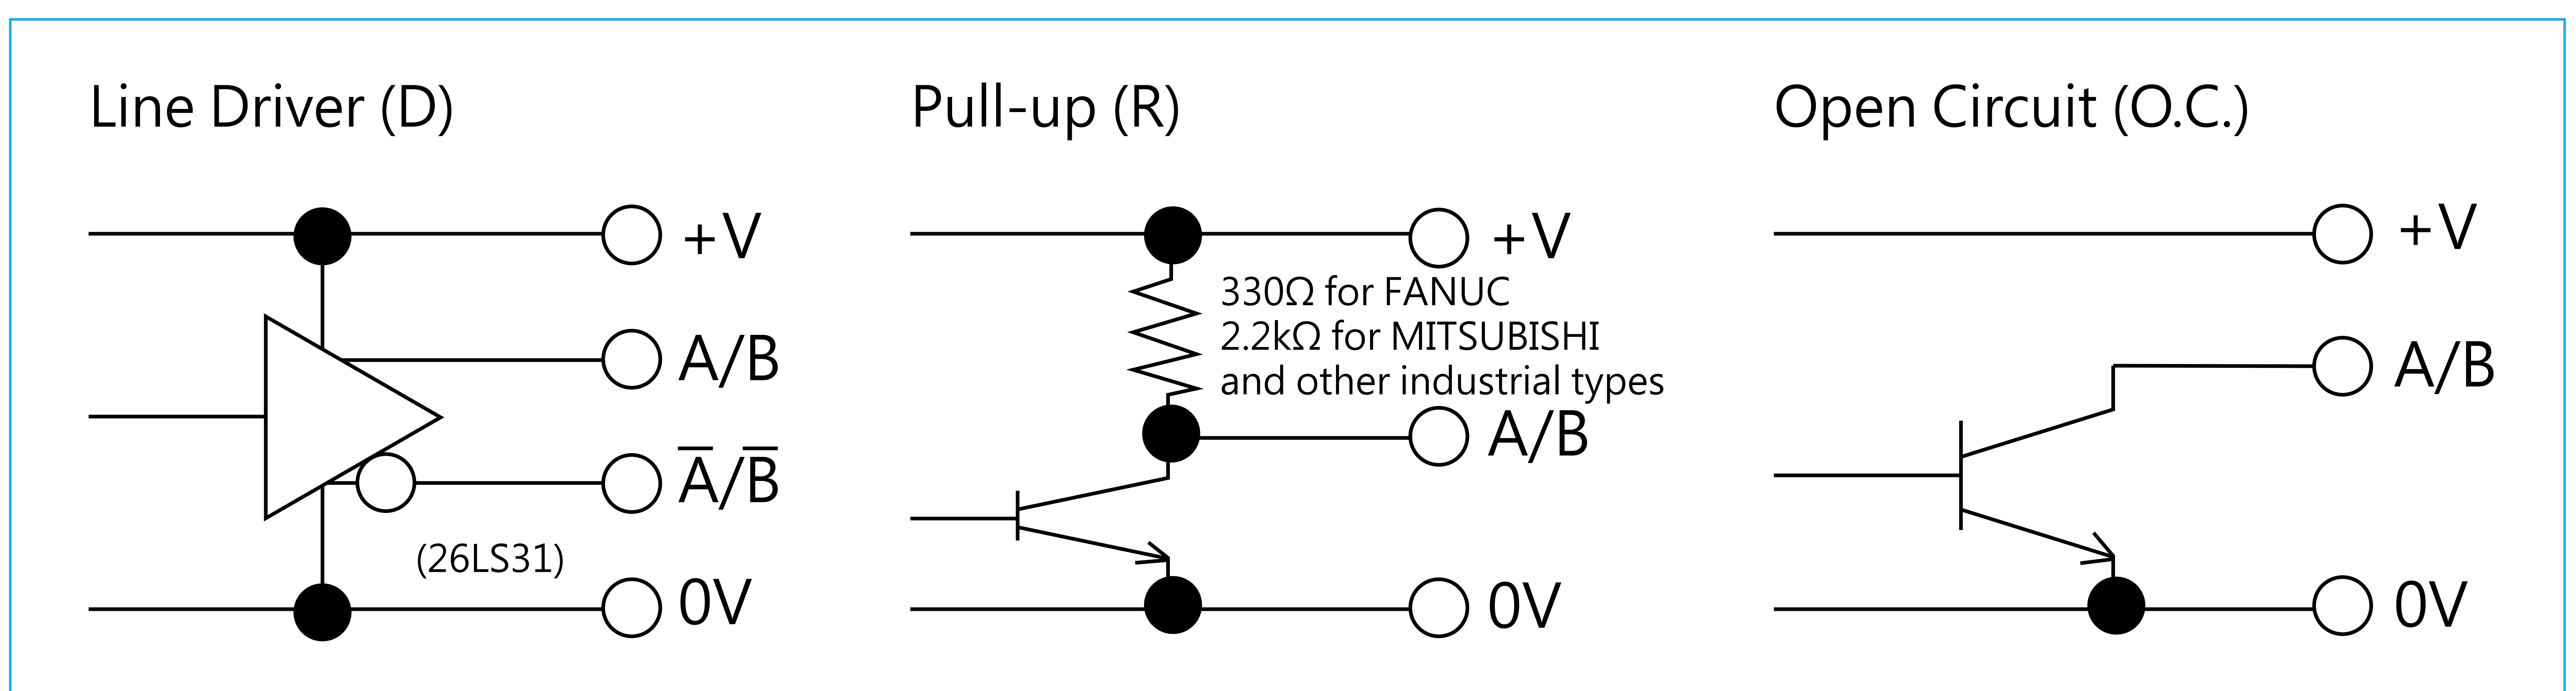 Line Driver (D)
+V
A/B
A̅/B̅
(26LS31)
0V
Pull-up (R)
+V
330Ω for FANUC
2.2kΩ for MITSUBISHI
and other industrial types
A/B
0V
Open Circuit (O.C.)
+V
A/B
0V